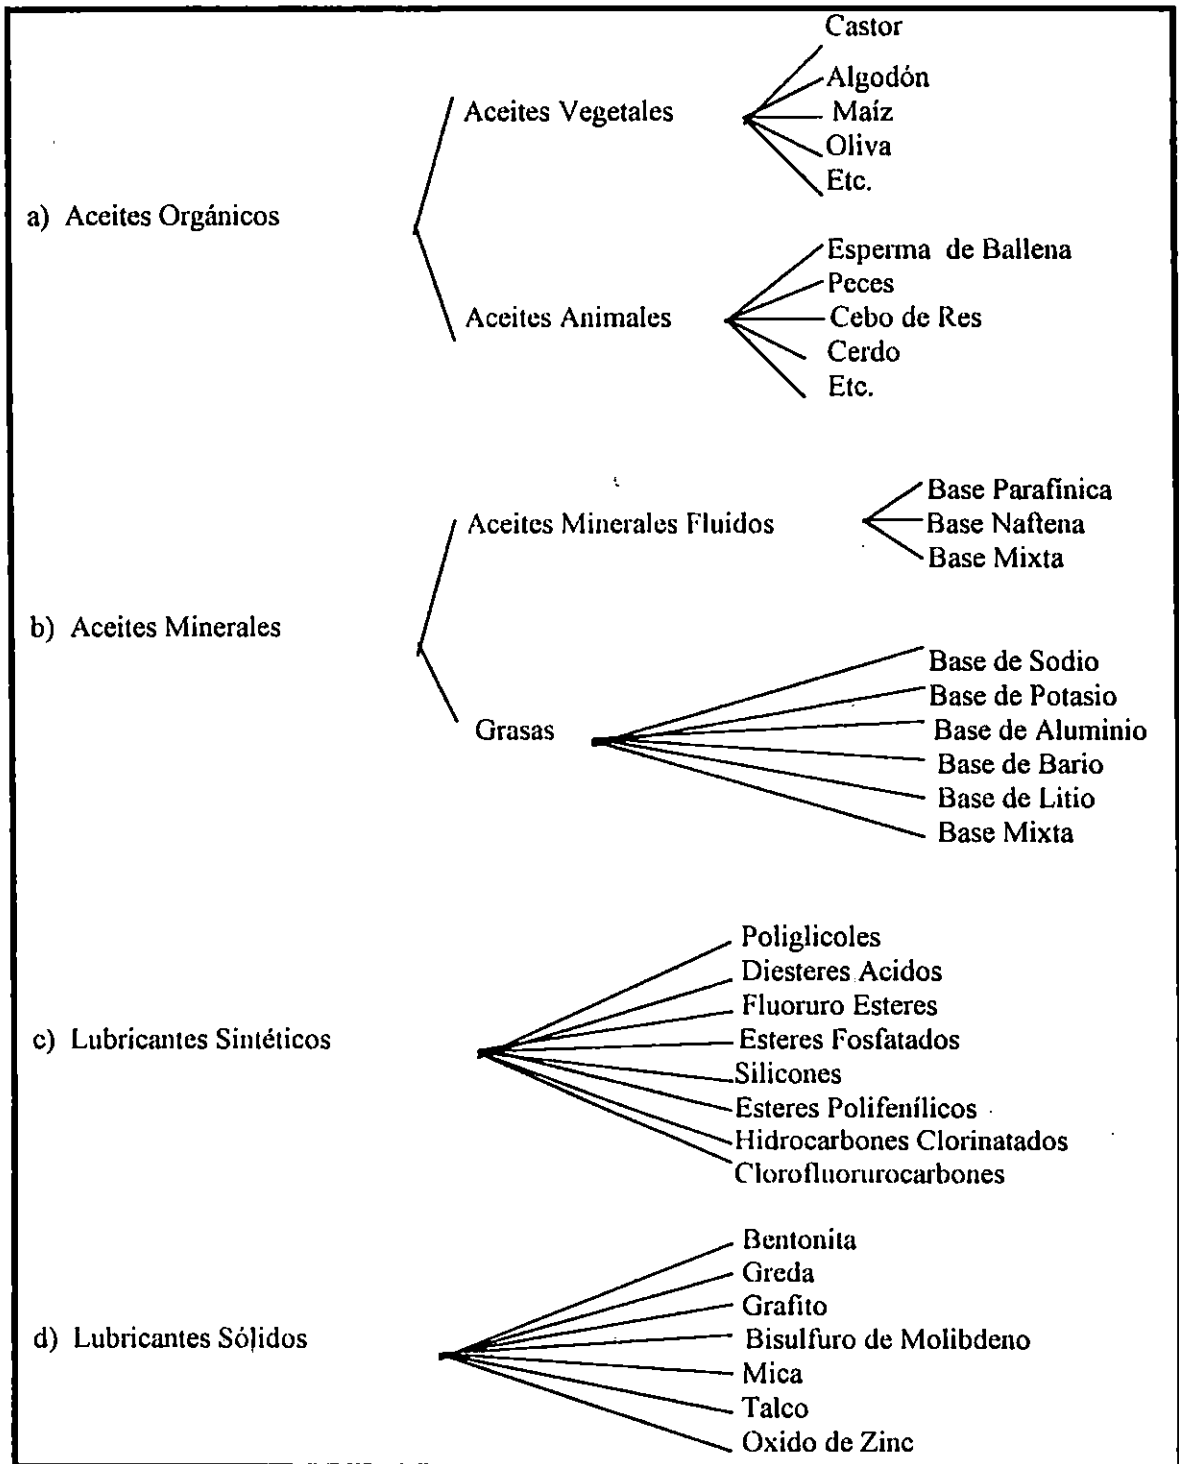 a) Aceites Orgánicos
Aceites Vegetales
Castor
Algodón
Maíz
Oliva
Etc.
Aceites Animales
Esperma de Ballena
Peces
Cebo de Res
Cerdo
Etc.
b) Aceites Minerales
Aceites Minerales Fluidos
Base Parafínica
Base Naftena
Base Mixta
Grasas
Base de Sodio
Base de Potasio
Base de Aluminio
Base de Bario
Base de Litio
Base Mixta
c) Lubricantes Sintéticos
Poliglicoles
Diesteres Acidos
Fluoruro Esteres
Esteres Fosfatados
Silicones
Esteres Polifenílicos
Hidrocarbones Clorinatados
Clorofluorurocarbones
d) Lubricantes Sólidos
Bentonita
Greda
Grafito
Bisulfuro de Molibdeno
Mica
Talco
Oxido de Zinc